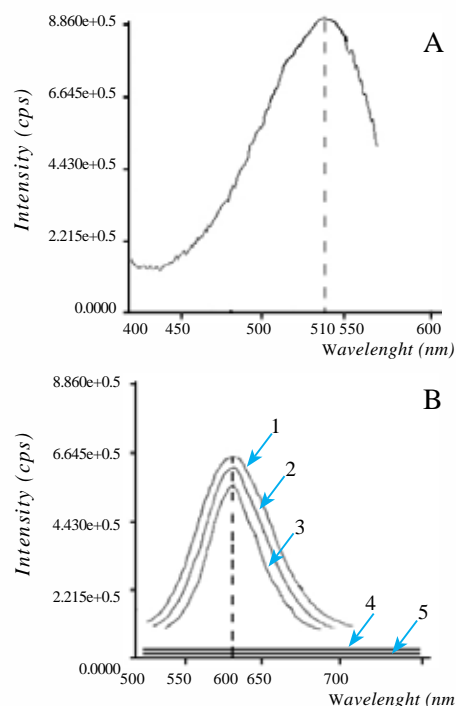 8.860e+0.5
A
6.645e+0.5
4.430e+0.5
2.215e+0.5
0.0000
Intensity (cps)
400 450 500 510 550 600
Wavelenght (nm)
8.860e+0.5
B
6.645e+0.5
4.430e+0.5
2.215e+0.5
0.0000
Intensity (cps)
1
2
3
4
5
500 550 600 650 700
Wavelenght (nm)